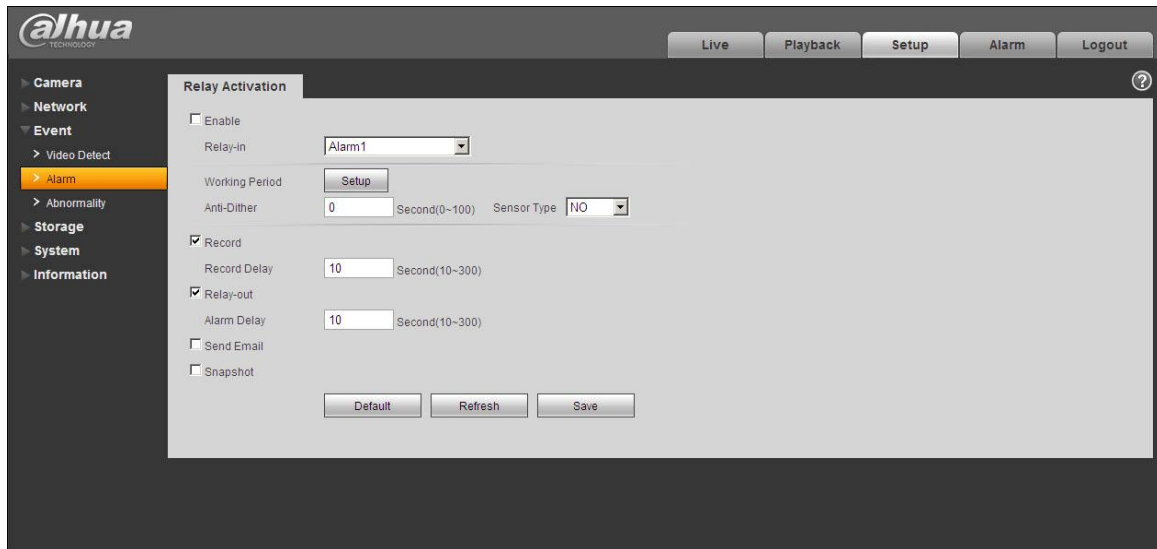 alhua
TECHNOLOGY
Live Playback Setup Alarm Logout
Camera
Network
Event
> Video Detect
> Alarm
> Abnormality
Storage
System
Information
Relay Activation
?
Enable
Relay-in Alarm1
Working Period Setup
Anti-Dither 0 Second(0~100) Sensor Type NO
Record
Record Delay 10 Second(10~300)
Relay-out
Alarm Delay 10 Second(10~300)
Send Email
Snapshot
Default Refresh Save